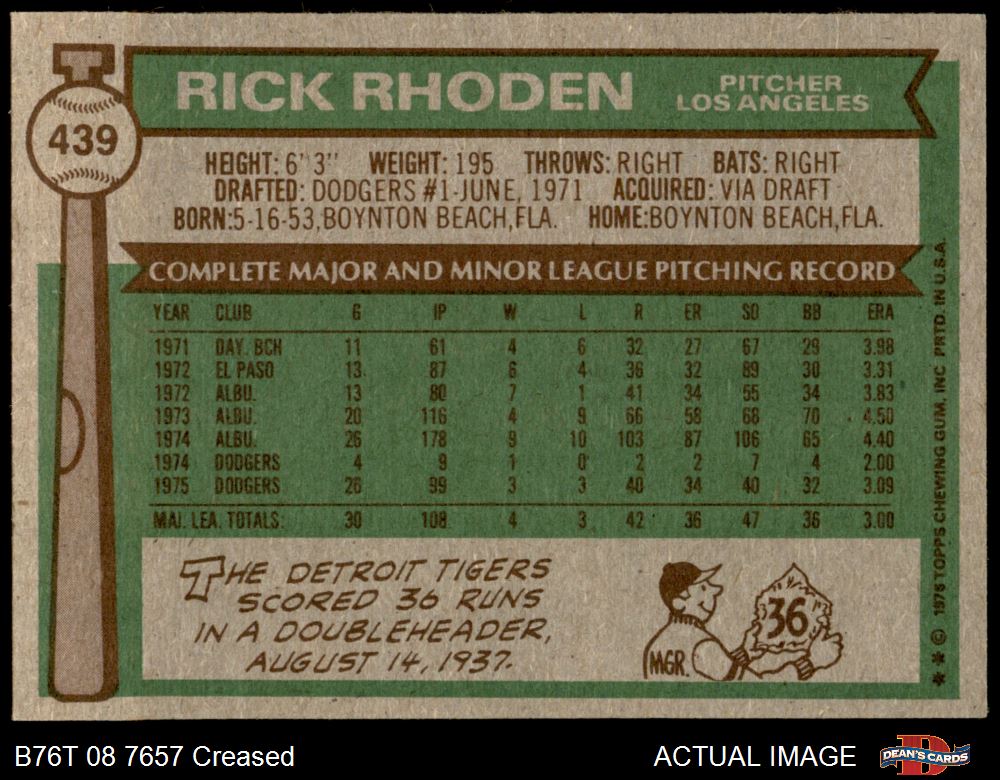 RICK RHODEN
PITCHER
LOS ANGELES
439
HEIGHT: 6'3" WEIGHT: 195 THROWS: RIGHT BATS: RIGHT
DRAFTED: DODGERS #1-JUNE, 1971 ACQUIRED: VIA DRAFT
BORN:5-16-53,BOYNTON BEACH,FLA. HOME:BOYNTON BEACH,FLA.
COMPLETE MAJOR AND MINOR LEAGUE PITCHING RECORD
YEAR CLUB G IP W L R ER SO BB ERA
1971 DAY. BCH 11 61 4 6 32 27 67 29 3.98
1972 EL PASO 13 87 6 4 36 32 89 30 3.31
1972 ALBU. 13 80 7 1 41 34 55 34 3.83
1973 ALBU. 20 116 4 9 66 58 68 70 4.50
1974 ALBU. 26 178 9 10 103 87 106 65 4.40
1974 DODGERS 4 9 1 0 2 2 7 4 2.00
1975 DODGERS 26 99 3 3 40 34 40 32 3.09
MAJ. LEA. TOTALS: 30 108 4 3 42 36 47 36 3.00
THE DETROIT TIGERS
SCORED 36 RUNS
IN A DOUBLEHEADER,
AUGUST 14, 1937.
MGR.
36
* * © 1976 TOPPS CHEWING GUM, INC PRTD. IN U.S.A.
B76T 08 7657 Creased
ACTUAL IMAGE
D
DEAN'S CARDS